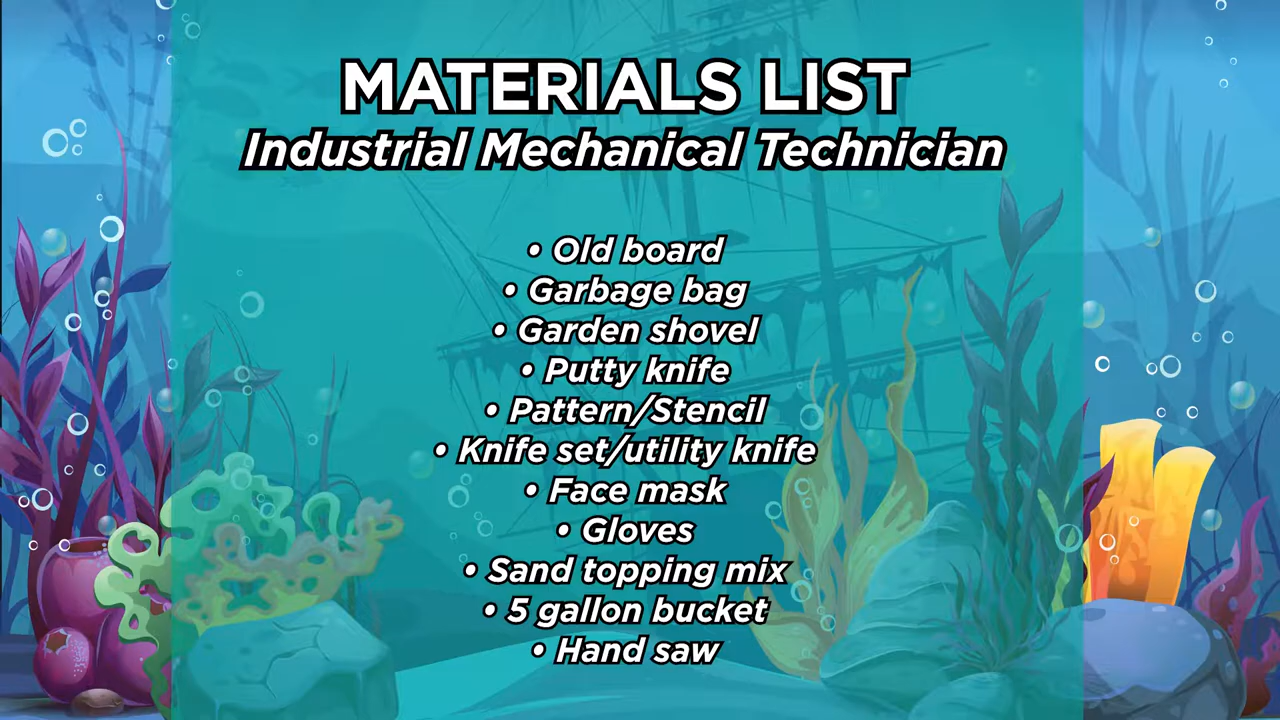 MATERIALS LIST
Industrial Mechanical Technician
• Old board
• Garbage bag
• Garden shovel
• Putty knife
• Pattern/Stencil
• Knife set/utility knife
• Face mask
• Gloves
• Sand topping mix
• 5 gallon bucket
• Hand saw